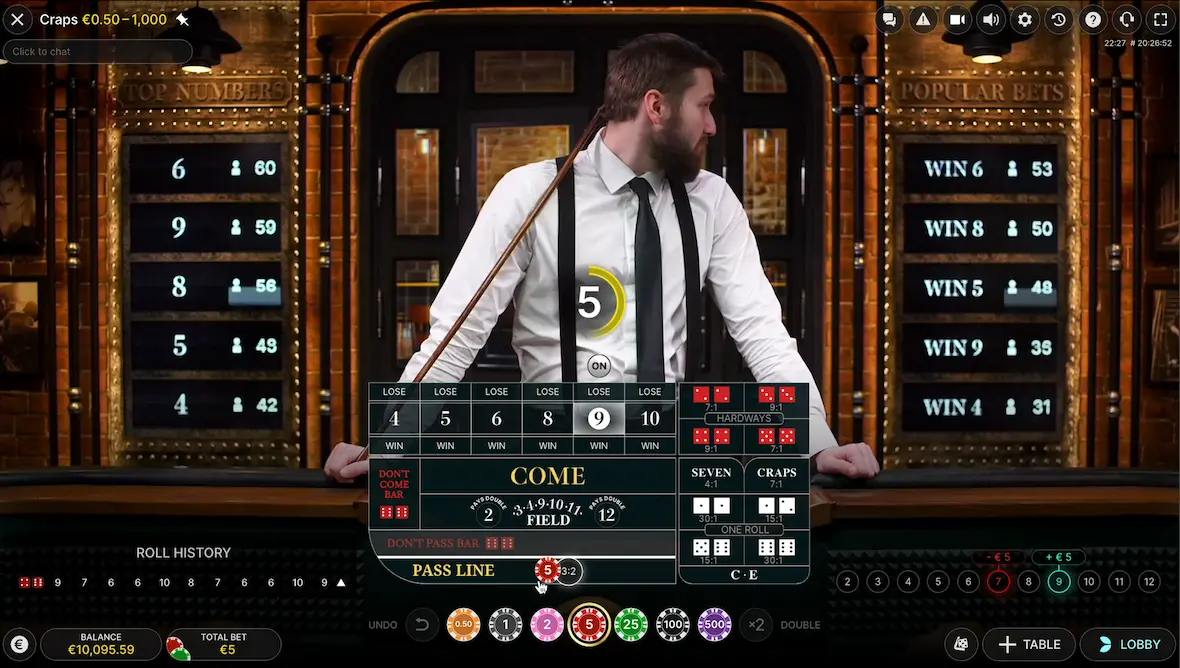 Craps €0.50–1,000
Click to chat
22:27 # 20:26:52
TOP NUMBERS
6 60
9 59
8 56
5 43
4 42
POPULAR BETS
WIN 6 53
WIN 8 50
WIN 5 48
WIN 9 36
WIN 4 31
5
ON
LOSE LOSE LOSE LOSE LOSE LOSE
4 5 6 8 9 10
WIN WIN WIN WIN WIN WIN
7:1 9:1
HARDWAYS
9:1 7:1
DON'T
COME
BAR
COME
PAYS DOUBLE
2
·3·4·9·10·11·
FIELD
PAYS DOUBLE
12
DON'T PASS BAR
PASS LINE
5
3:2
SEVEN
4:1
CRAPS
7:1
30:1 15:1
ONE ROLL
15:1 30:1
C·E
ROLL HISTORY
9 7 6 6 10 8 7 6 6 10 9
- € 5 + € 5
2 3 4 5 6 7 8 9 10 11 12
UNDO
0.50 1 2 5 25 100 500 ×2
DOUBLE
€
BALANCE
€10,095.59
TOTAL BET
€5
TABLE
LOBBY